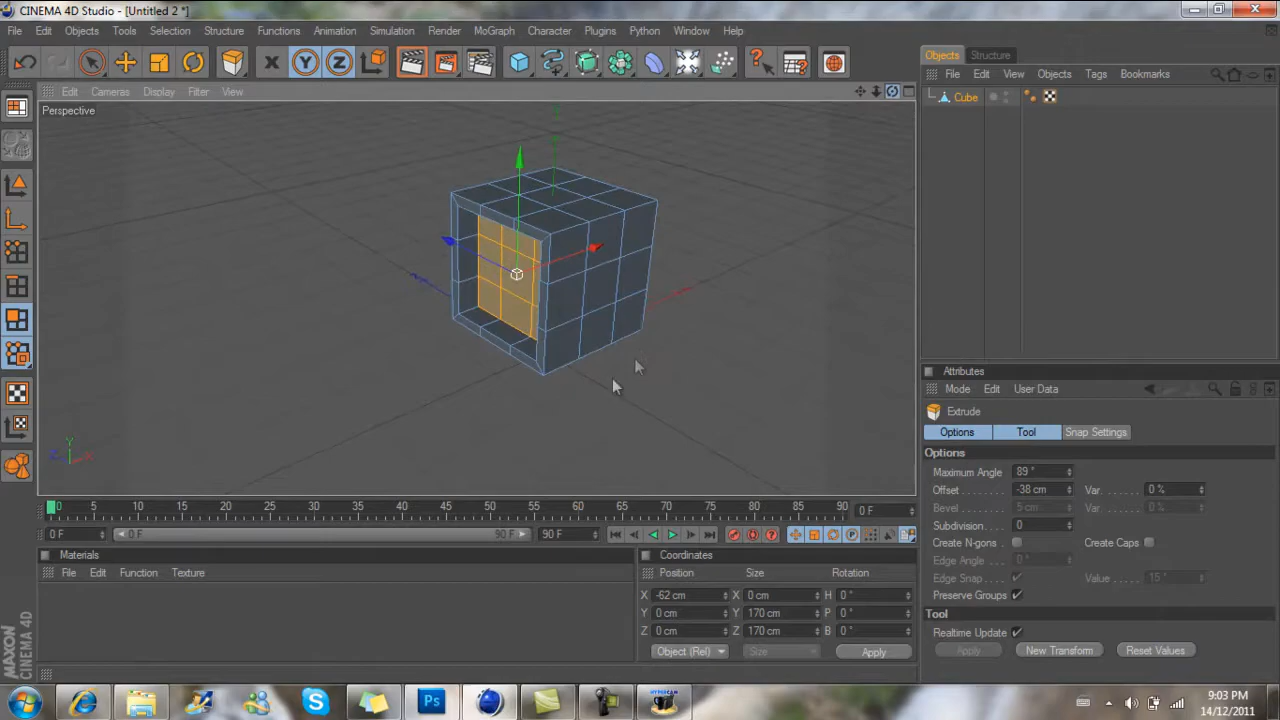 CINEMA 4D Studio - [Untitled 2 *]
File Edit Objects Tools Selection Structure Functions Animation Simulation Render MoGraph Character Plugins Window Help
Objects Structure
File Edit View Objects Tags Bookmarks
Edit Cameras Display Filter View
Cube
Perspective
Attributes
Mode Edit User Data
Extrude
Options Tool Snap Settings
Options
Maximum Angle 89 °
Offset -38 cm Var. 0 %
Bevel 5 cm Var 0 %
Subdivision 0
Create N-gons Create Caps
Edge Angle 0 °
Edge Snap Value 15 °
Preserve Groups
Tool
Realtime Update
Apply New Transform Reset Values
Y
Z X
0 5 10 15 20 25 30 35 40 45 50 55 60 65 70 75 80 85 90 0 F
0 F 0 F 90 F 90 F
Materials
File Edit Function Texture
Coordinates
Position Size Rotation
X -62 cm X 0 cm H 0 °
Y 0 cm Y 170 cm P 0 °
Z 0 cm Z 170 cm B 0 °
Object (Rel) Size Apply
MAXON
CINEMA 4D
Ps
HYPERCAM
9:03 PM
14/12/2011